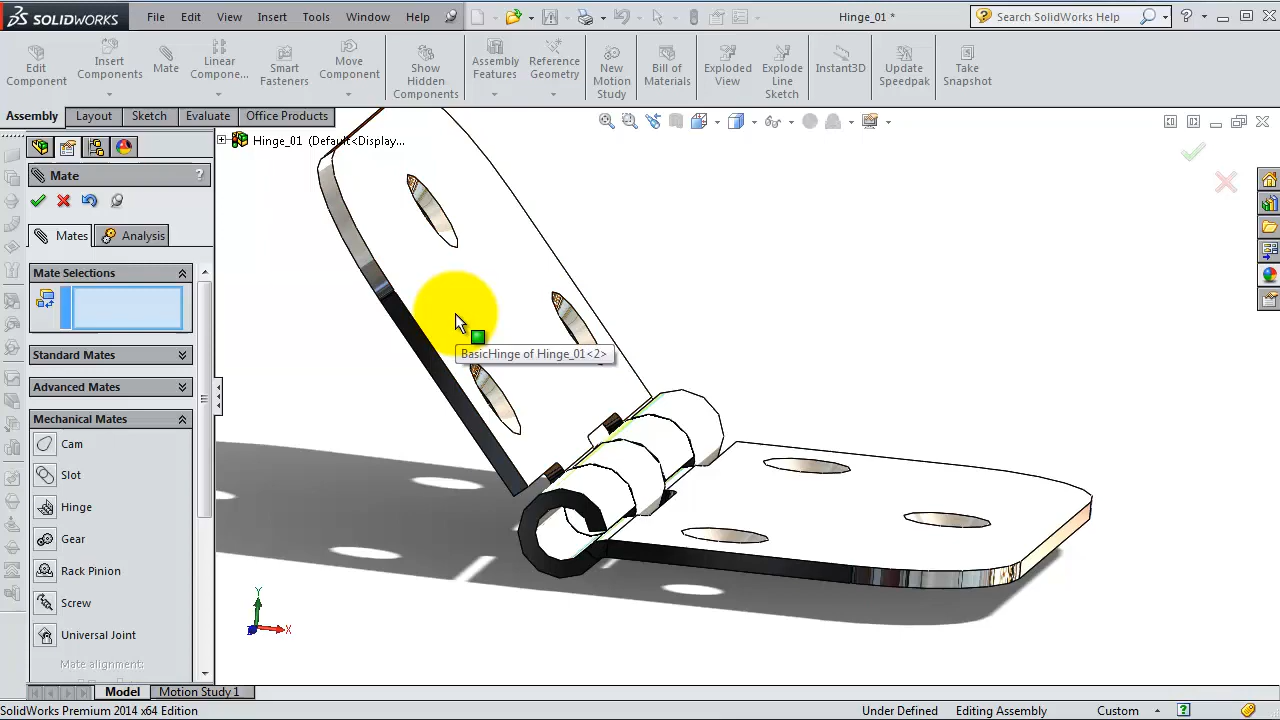 SOLIDWORKS
File Edit View Insert Tools Window Help
Hinge_01 *
Search SolidWorks Help
Edit Component
Insert Components
Mate
Linear Compone...
Smart Fasteners
Move Component
Show Hidden Components
Assembly Features
Reference Geometry
New Motion Study
Bill of Materials
Exploded View
Explode Line Sketch
Instant3D
Update Speedpak
Take Snapshot
Assembly Layout Sketch Evaluate Office Products
Hinge_01 (Default<Display...
Mate ?
Mates Analysis
Mate Selections
BasicHinge of Hinge_01<2>
Standard Mates
Advanced Mates
Mechanical Mates
Cam
Slot
Hinge
Gear
Rack Pinion
Screw
Universal Joint
Mate alignment:
Y
X
Model Motion Study 1
SolidWorks Premium 2014 x64 Edition Under Defined Editing Assembly Custom